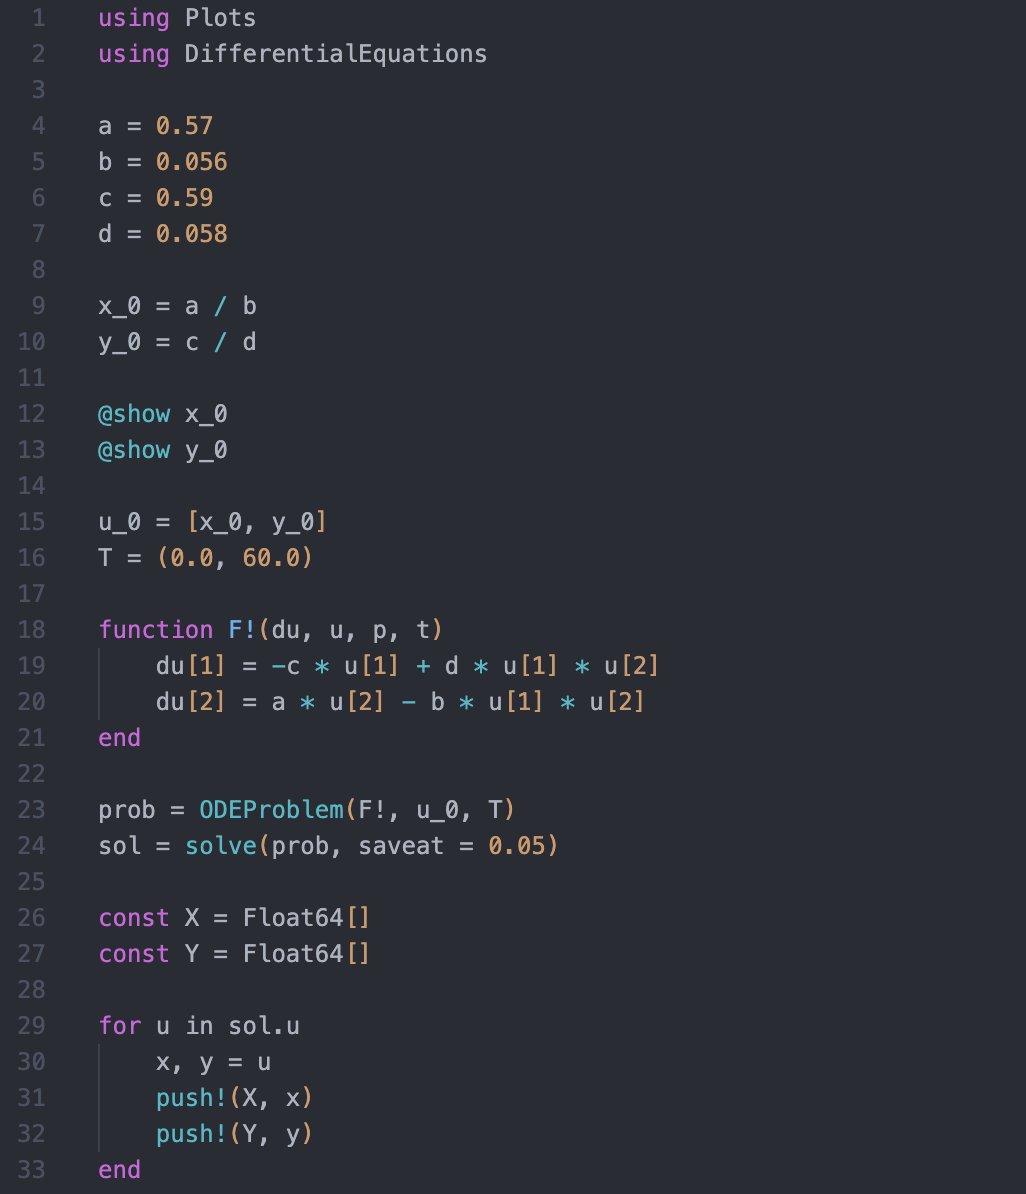 1 using Plots
2 using DifferentialEquations
3
4 a = 0.57
5 b = 0.056
6 c = 0.59
7 d = 0.058
8
9 x_0 = a / b
10 y_0 = c / d
11
12 @show x_0
13 @show y_0
14
15 u_0 = [x_0, y_0]
16 T = (0.0, 60.0)
17
18 function F!(du, u, p, t)
19     du[1] = -c * u[1] + d * u[1] * u[2]
20     du[2] = a * u[2] - b * u[1] * u[2]
21 end
22
23 prob = ODEProblem(F!, u_0, T)
24 sol = solve(prob, saveat = 0.05)
25
26 const X = Float64[]
27 const Y = Float64[]
28
29 for u in sol.u
30     x, y = u
31     push!(X, x)
32     push!(Y, y)
33 end